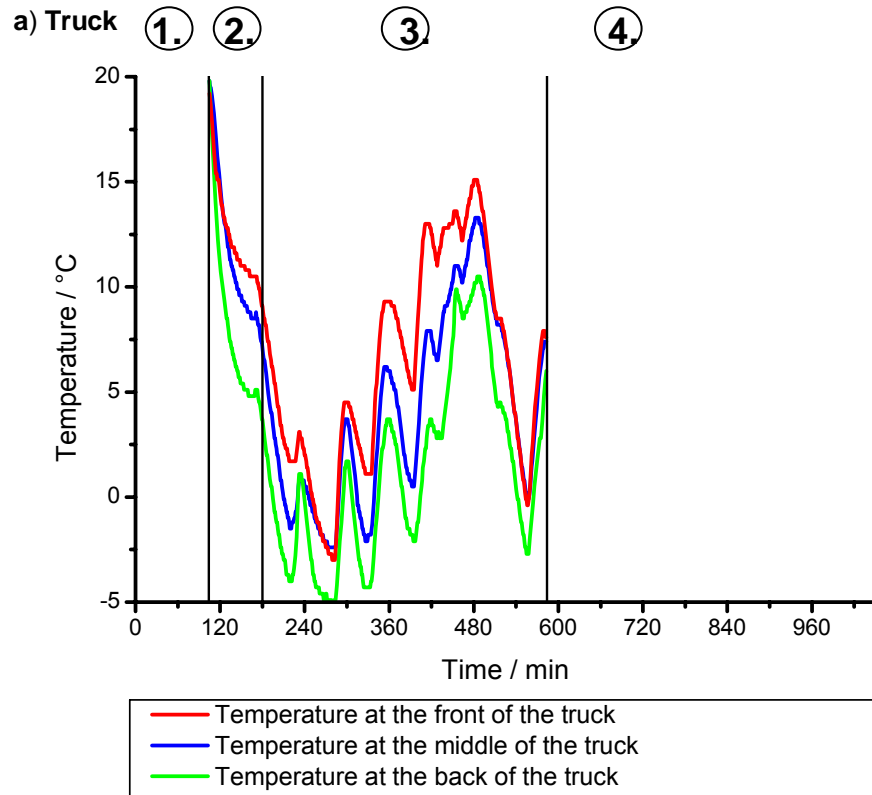 a) Truck
1. 2. 3. 4.
20
15
10
5
0
-5
Temperature / °C
0 120 240 360 480 600 720 840 960
Time / min
Temperature at the front of the truck
Temperature at the middle of the truck
Temperature at the back of the truck